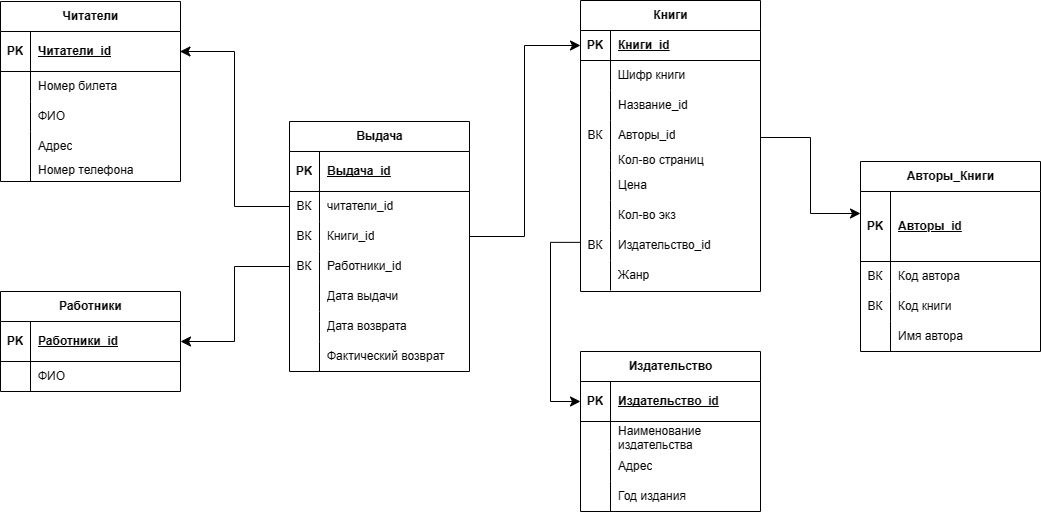 Читатели
PK Читатели_id
Номер билета
ФИО
Адрес
Номер телефона
Работники
PK Работники_id
ФИО
Выдача
PK Выдача_id
ВК читатели_id
ВК Книги_id
ВК Работники_id
Дата выдачи
Дата возврата
Фактический возврат
Книги
PK Книги_id
Шифр книги
Название_id
ВК Авторы_id
Кол-во страниц
Цена
Кол-во экз
ВК Издательство_id
Жанр
Издательство
PK Издательство_id
Наименование
издательства
Адрес
Год издания
Авторы_Книги
PK Авторы_id
ВК Код автора
ВК Код книги
Имя автора